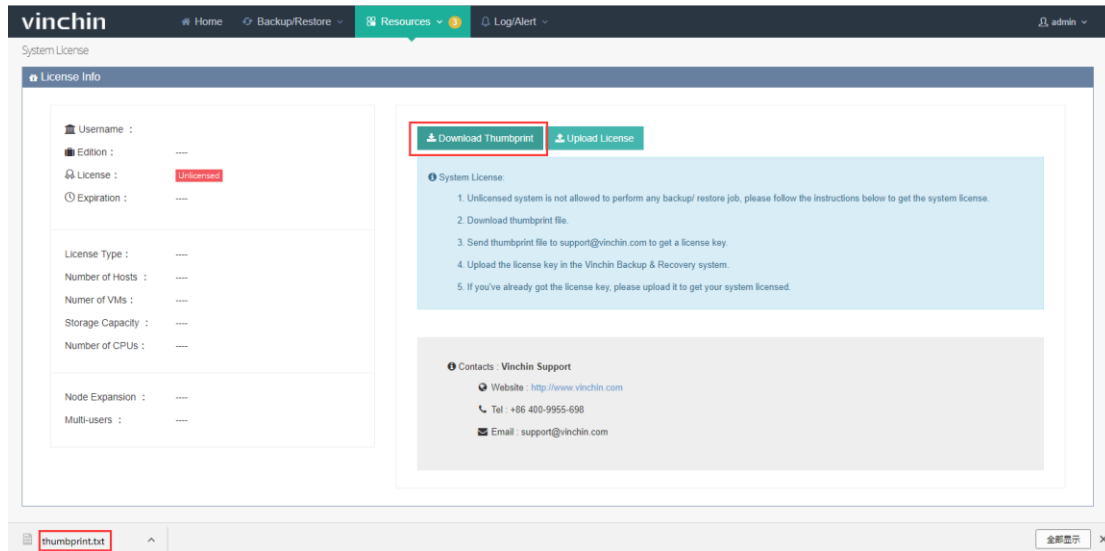 vinchin
Home Backup/Restore Resources 3 Log/Alert admin
System License
License Info
Username :
Edition : ----
License : Unlicensed
Expiration : ----
License Type : ----
Number of Hosts : ----
Numer of VMs : ----
Storage Capacity : ----
Number of CPUs : ----
Node Expansion : ----
Multi-users : ----
Download Thumbprint Upload License
System License:
1. Unlicensed system is not allowed to perform any backup/ restore job, please follow the instructions below to get the system license.
2. Download thumbprint file.
3. Send thumbprint file to support@vinchin.com to get a license key.
4. Upload the license key in the Vinchin Backup & Recovery system.
5. If you've already got the license key, please upload it to get your system licensed.
Contacts : Vinchin Support
Website : http://www.vinchin.com
Tel : +86 400-9955-698
Email : support@vinchin.com
thumbprint.txt
全部显示